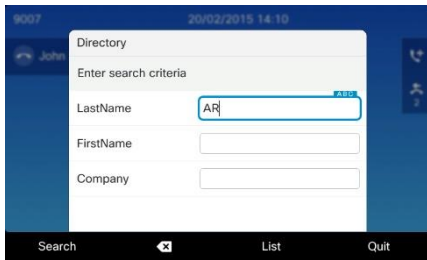 9007 20/02/2015 14:10
John
Directory
Enter search criteria
ABC
LastName AR
FirstName
Company
2
Search List Quit